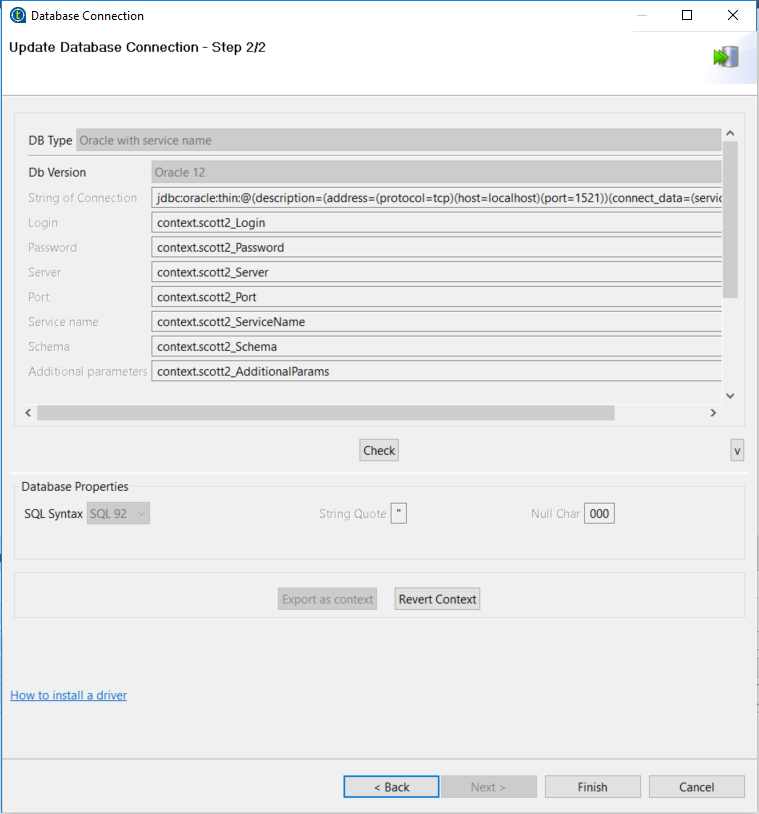 Database Connection
Update Database Connection - Step 2/2
DB Type Oracle with service name
Db Version Oracle 12
String of Connection jdbc:oracle:thin:@(description=(address=(protocol=tcp)(host=localhost)(port=1521))(connect_data=(servic
Login context.scott2_Login
Password context.scott2_Password
Server context.scott2_Server
Port context.scott2_Port
Service name context.scott2_ServiceName
Schema context.scott2_Schema
Additional parameters context.scott2_AdditionalParams
Check v
Database Properties
SQL Syntax SQL 92 String Quote " Null Char 000
Export as context Revert Context
How to install a driver
< Back Next > Finish Cancel